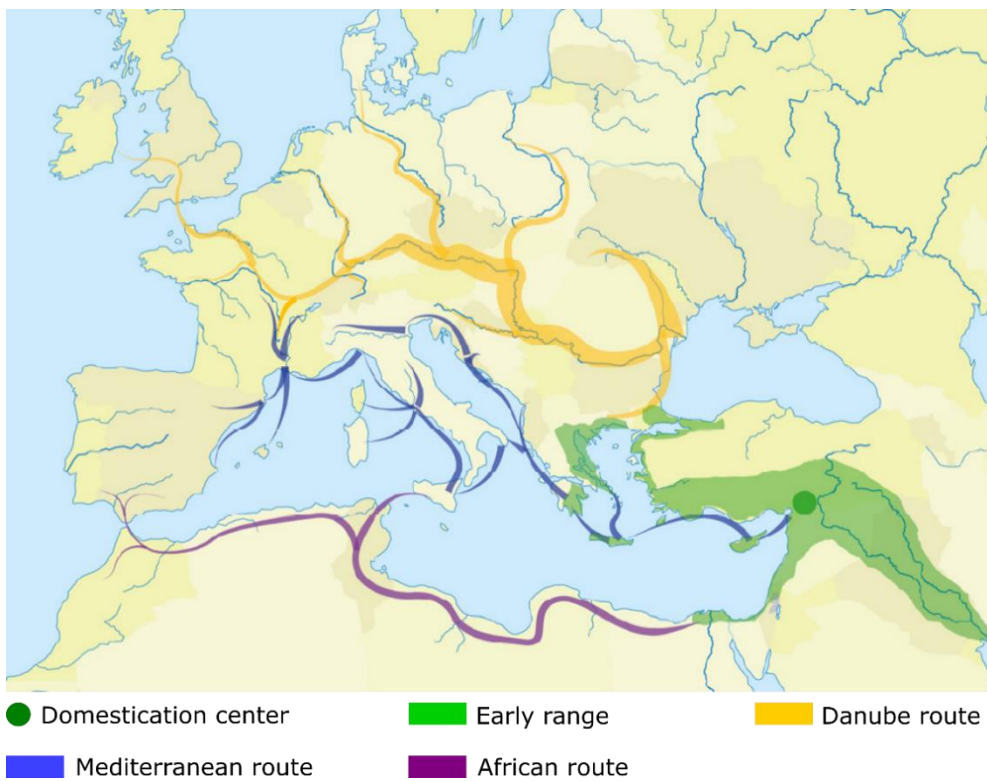 Domestication center
Early range
Danube route
Mediterranean route
African route